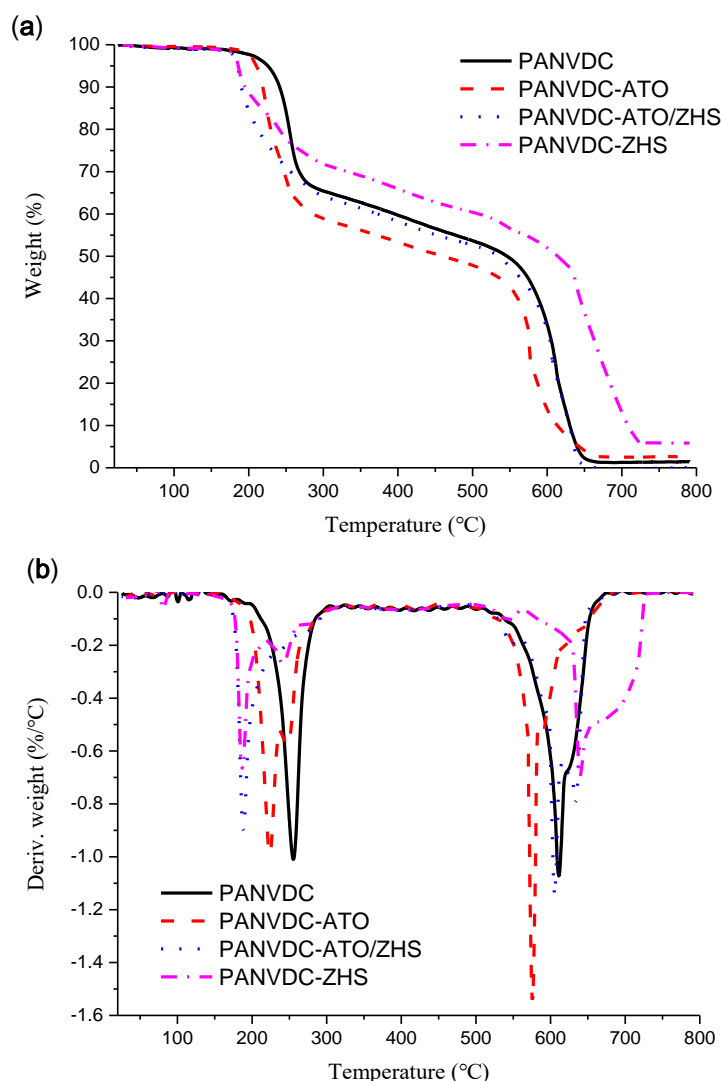 (a)
PANVDC
PANVDC-ATO
PANVDC-ATO/ZHS
PANVDC-ZHS
100
90
80
70
60
50
40
30
20
10
0
Weight (%)
100 200 300 400 500 600 700 800
Temperature (℃)
(b)
0.0
-0.2
-0.4
-0.6
-0.8
-1.0
-1.2
-1.4
-1.6
Deriv. weight (%/℃)
PANVDC
PANVDC-ATO
PANVDC-ATO/ZHS
PANVDC-ZHS
100 200 300 400 500 600 700 800
Temperature (℃)